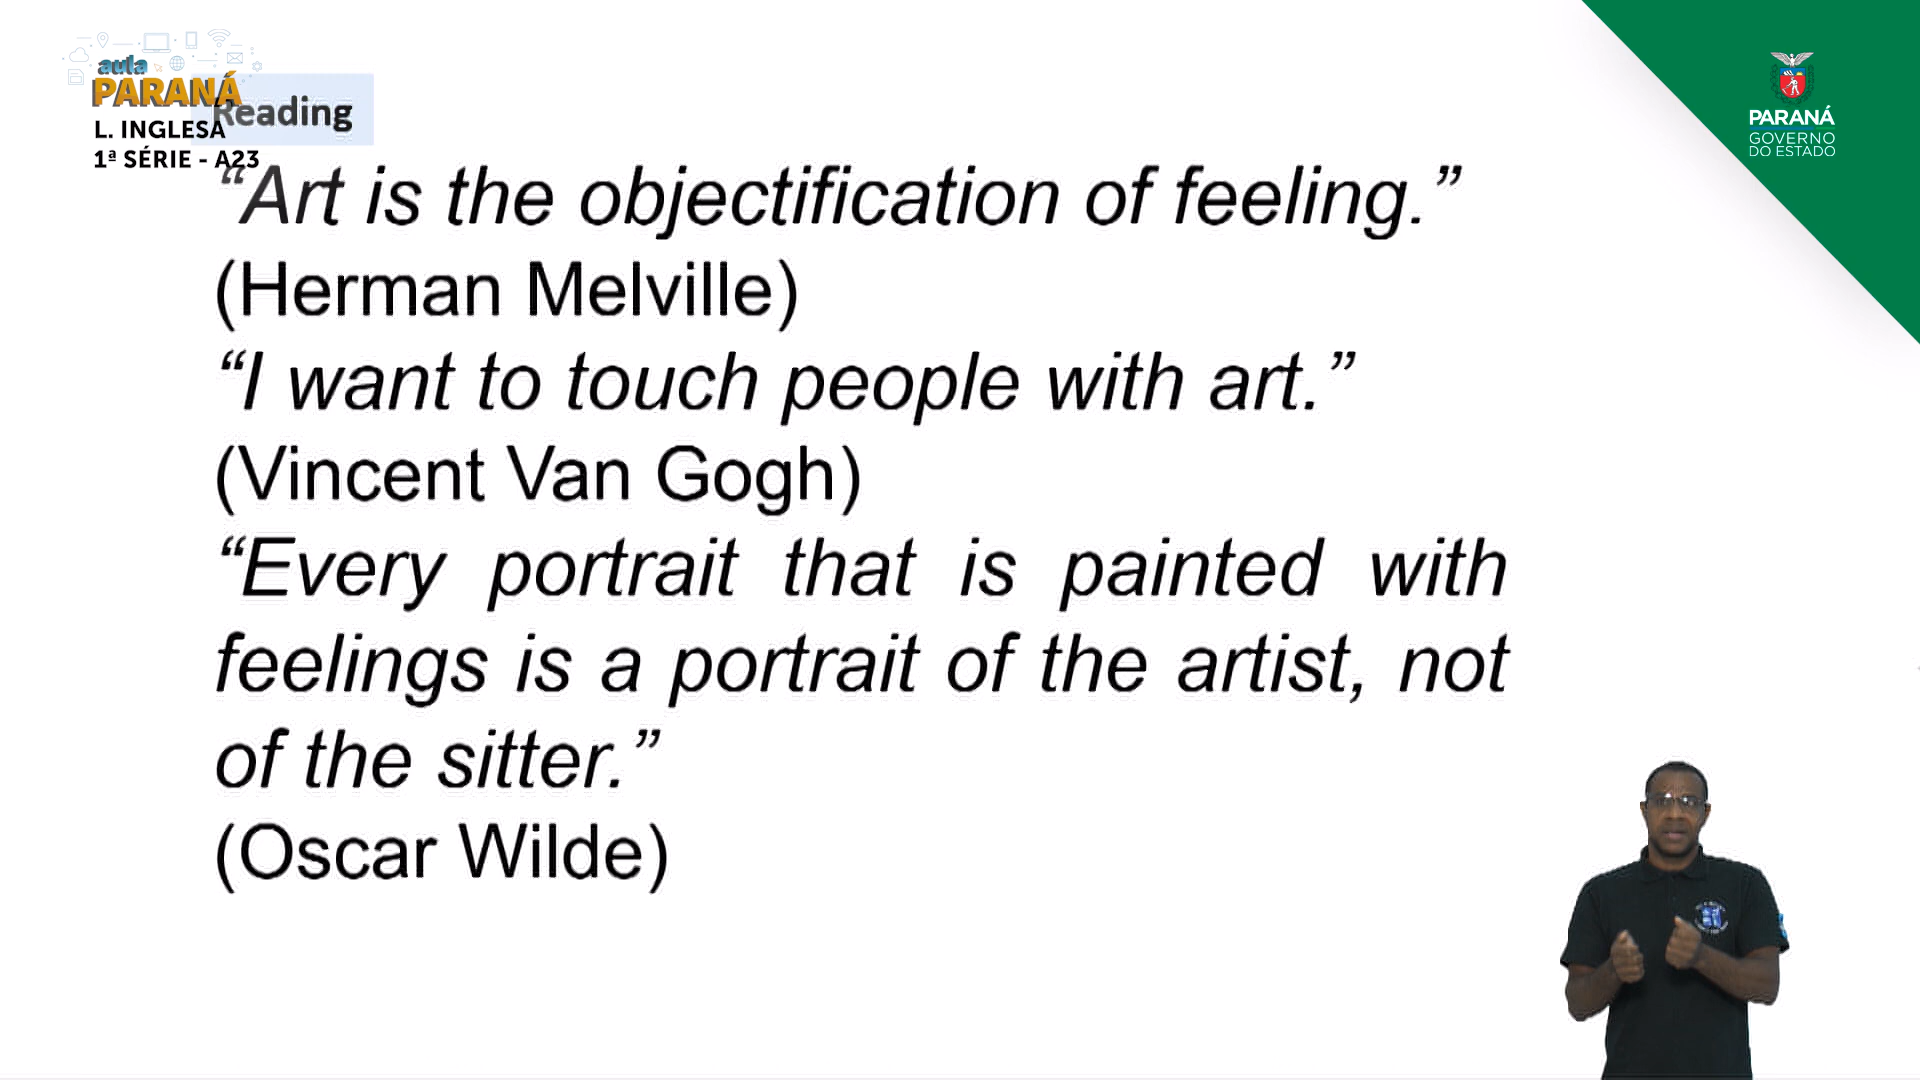 aula
PARANÁ
L. INGLESA
1ª SÉRIE - A23
Reading
“Art is the objectification of feeling.”
(Herman Melville)
“I want to touch people with art.”
(Vincent Van Gogh)
“Every portrait that is painted with
feelings is a portrait of the artist, not
of the sitter.”
(Oscar Wilde)
PARANÁ
GOVERNO
DO ESTADO